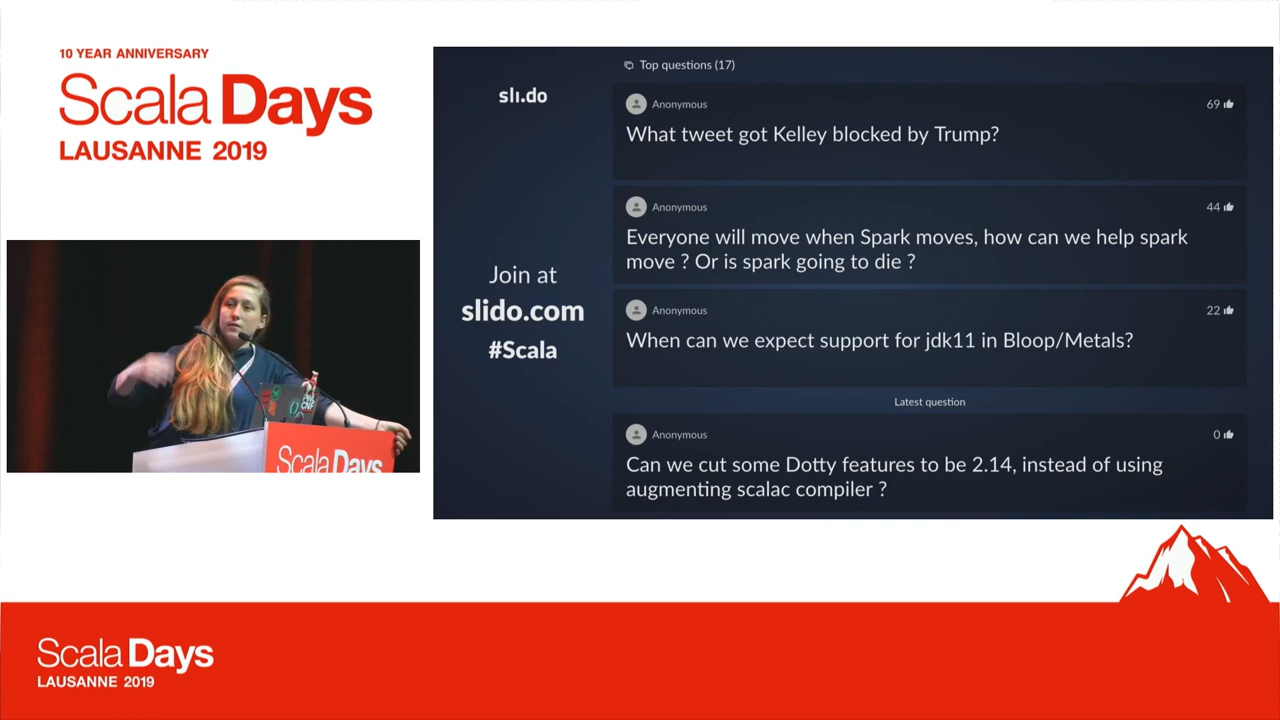 10 YEAR ANNIVERSARY
Scala Days
LAUSANNE 2019
sli.do
Join at
slido.com
#Scala
Top questions (17)
Anonymous
69
What tweet got Kelley blocked by Trump?
Anonymous
44
Everyone will move when Spark moves, how can we help spark
move ? Or is spark going to die ?
Anonymous
22
When can we expect support for jdk11 in Bloop/Metals?
Latest question
Anonymous
0
Can we cut some Dotty features to be 2.14, instead of using
augmenting scalac compiler ?
Scala Days
Scala Days
LAUSANNE 2019